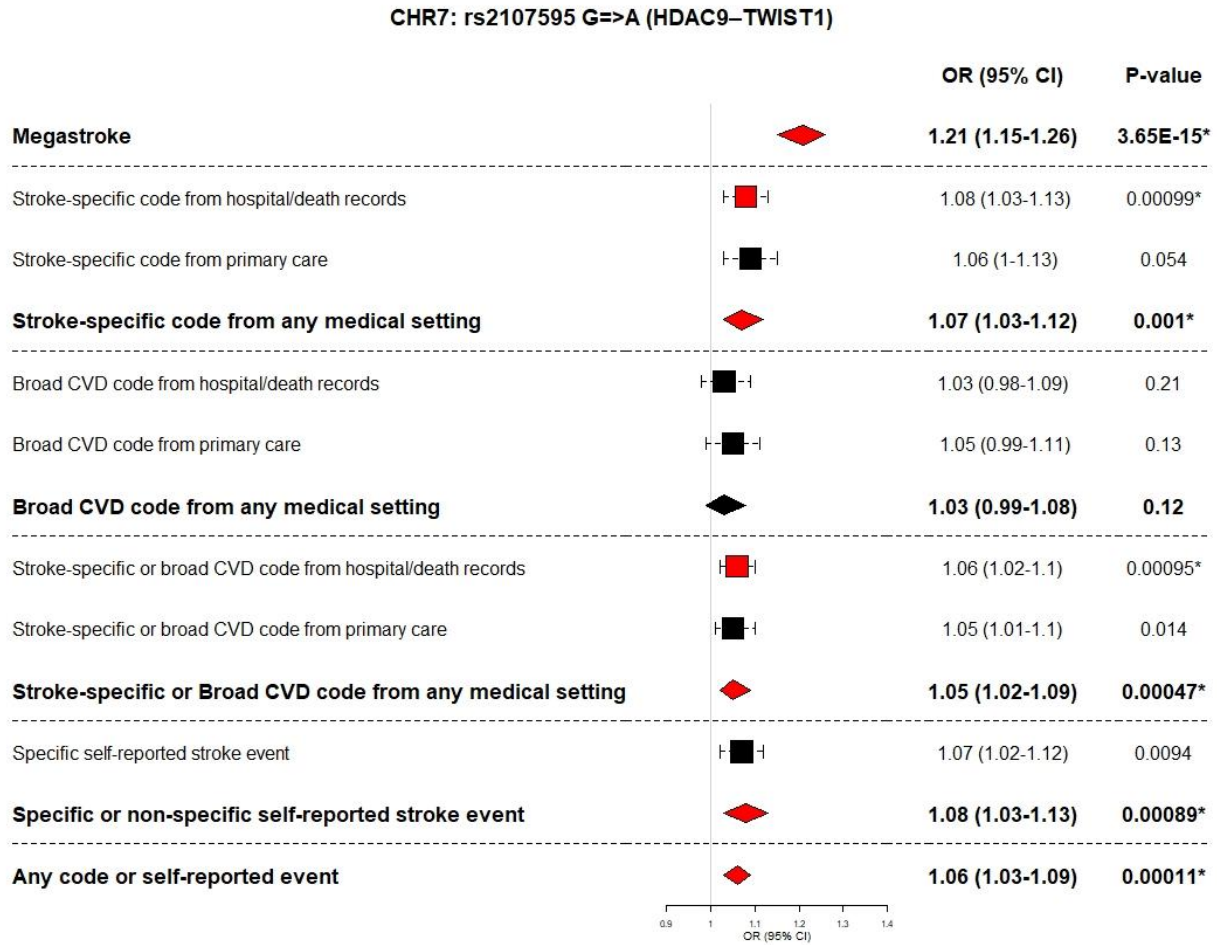 CHR7: rs2107595 G=>A (HDAC9–TWIST1)
OR (95% CI) P-value
Megastroke 1.21 (1.15-1.26) 3.65E-15*
Stroke-specific code from hospital/death records 1.08 (1.03-1.13) 0.00099*
Stroke-specific code from primary care 1.06 (1-1.13) 0.054
Stroke-specific code from any medical setting 1.07 (1.03-1.12) 0.001*
Broad CVD code from hospital/death records 1.03 (0.98-1.09) 0.21
Broad CVD code from primary care 1.05 (0.99-1.11) 0.13
Broad CVD code from any medical setting 1.03 (0.99-1.08) 0.12
Stroke-specific or broad CVD code from hospital/death records 1.06 (1.02-1.1) 0.00095*
Stroke-specific or broad CVD code from primary care 1.05 (1.01-1.1) 0.014
Stroke-specific or Broad CVD code from any medical setting 1.05 (1.02-1.09) 0.00047*
Specific self-reported stroke event 1.07 (1.02-1.12) 0.0094
Specific or non-specific self-reported stroke event 1.08 (1.03-1.13) 0.00089*
Any code or self-reported event 1.06 (1.03-1.09) 0.00011*
0.9 1 1.1 1.2 1.3 1.4
OR (95% CI)